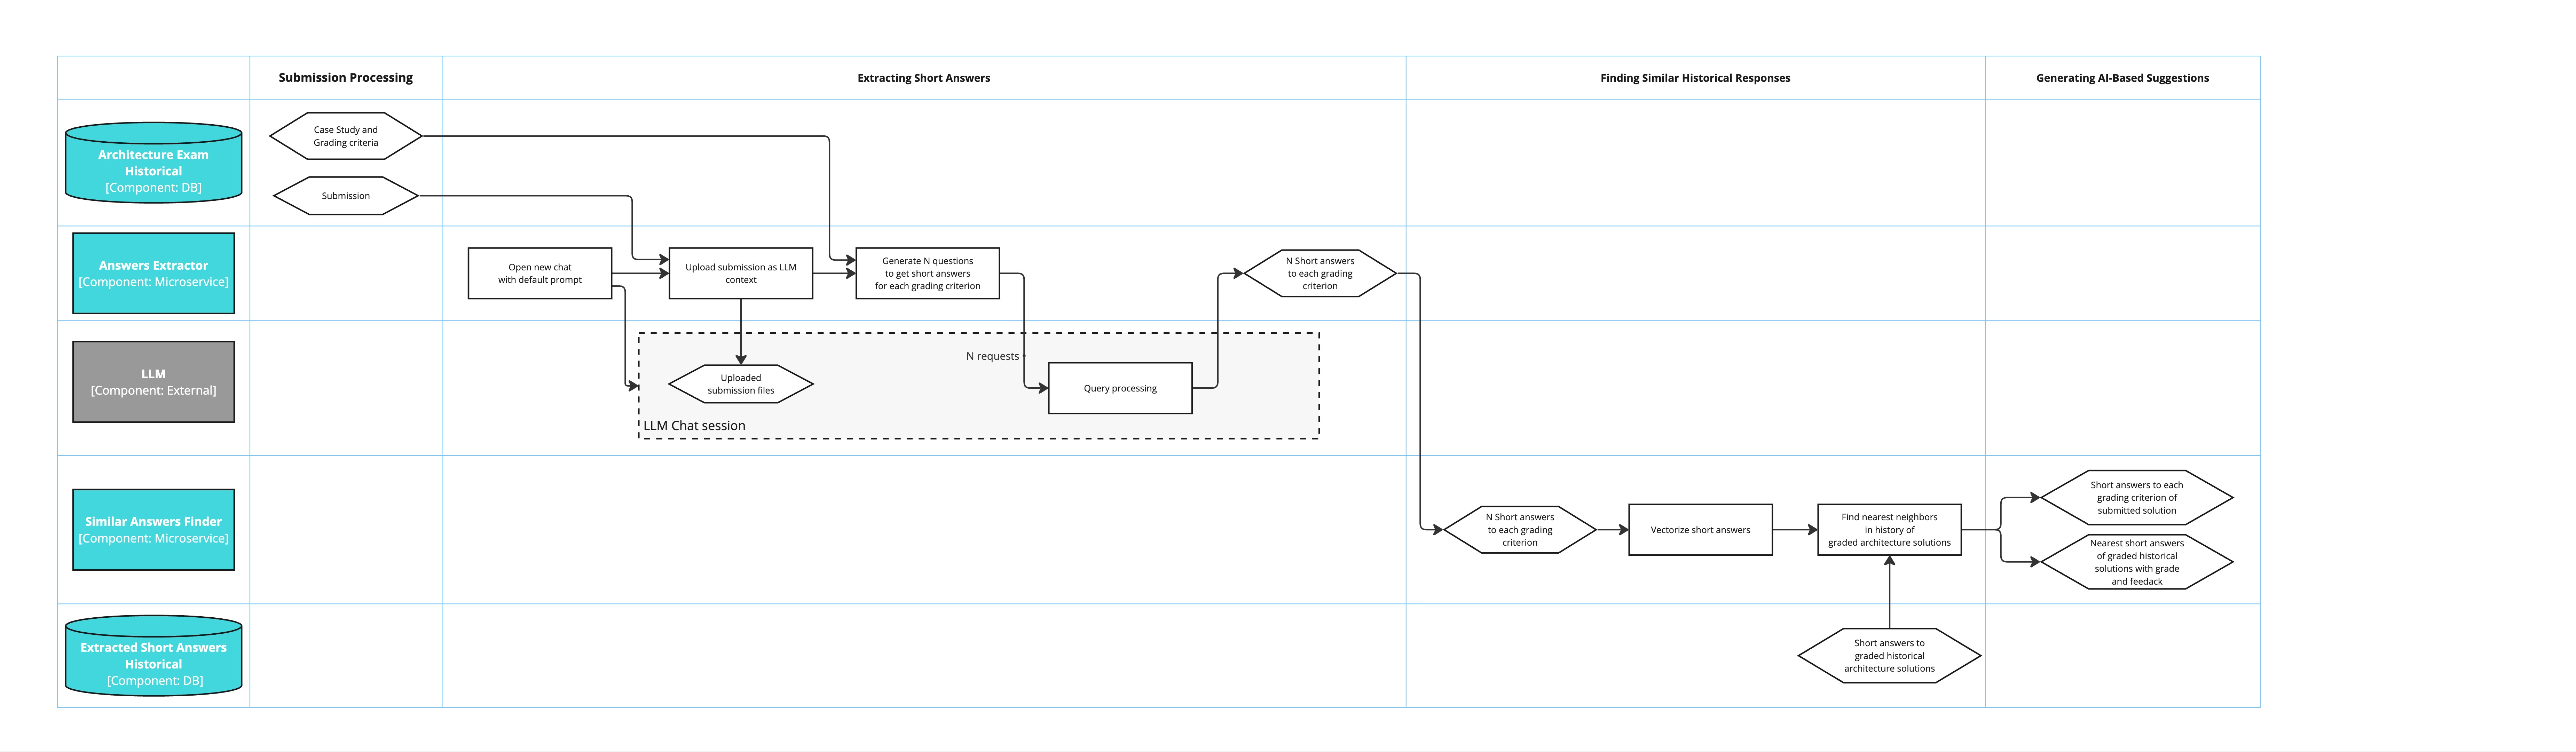 Submission Processing
Extracting Short Answers
Finding Similar Historical Responses
Generating AI-Based Suggestions
Architecture Exam
Historical
[Component: DB]
Case Study and
Grading criteria
Submission
Answers Extractor
[Component: Microservice]
Open new chat
with default prompt
Upload submission as LLM
context
Generate N questions
to get short answers
for each grading criterion
N Short answers
to each grading
criterion
LLM
[Component: External]
Uploaded
submission files
N requests
Query processing
LLM Chat session
Similar Answers Finder
[Component: Microservice]
N Short answers
to each grading
criterion
Vectorize short answers
Find nearest neighbors
in history of
graded architecture solutions
Short answers to each
grading criterion of
submitted solution
Nearest short answers
of graded historical
solutions with grade
and feedack
Extracted Short Answers
Historical
[Component: DB]
Short answers to
graded historical
architecture solutions